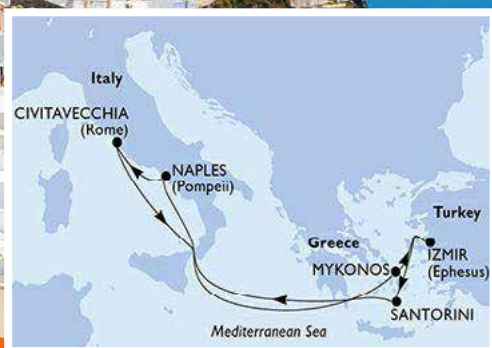 Italy
CIVITAVECCHIA
(Rome)
NAPLES
(Pompeii)
Turkey
Greece
IZMIR
(Ephesus)
MYKONOS
SANTORINI
Mediterranean Sea